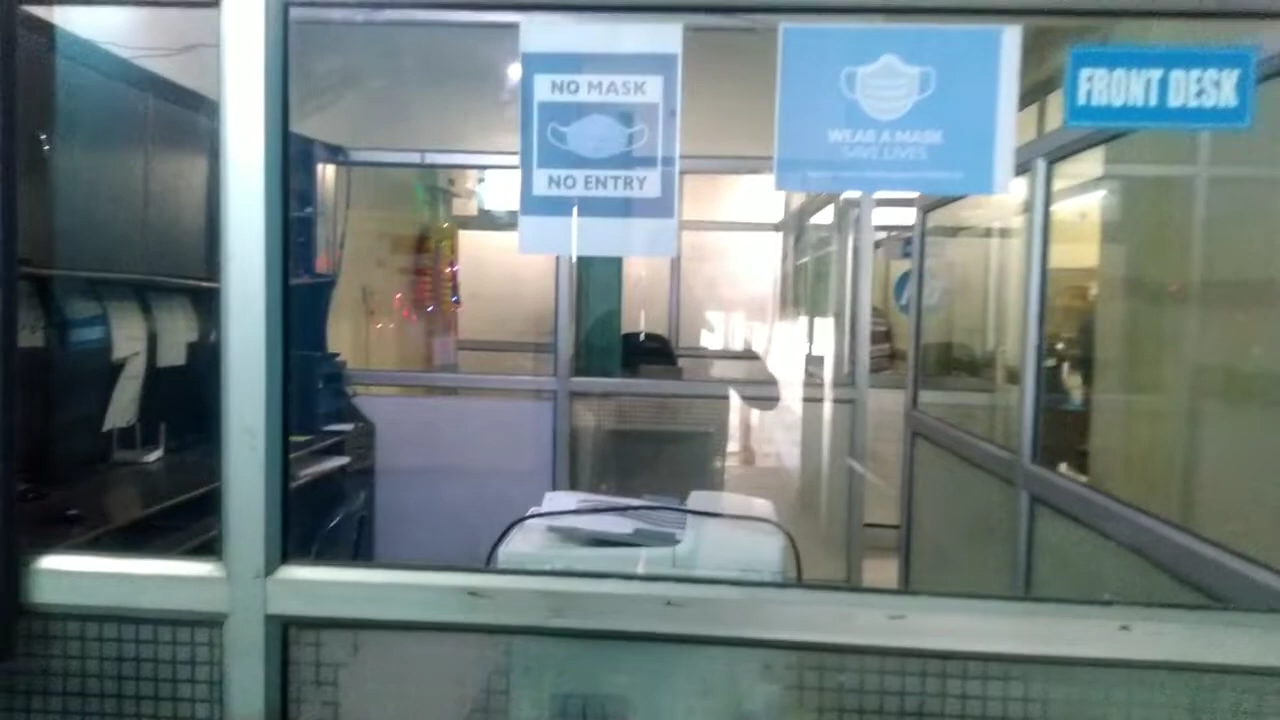 NO MASK
NO ENTRY
WEAR A MASK
SAVE LIVES
FRONT DESK